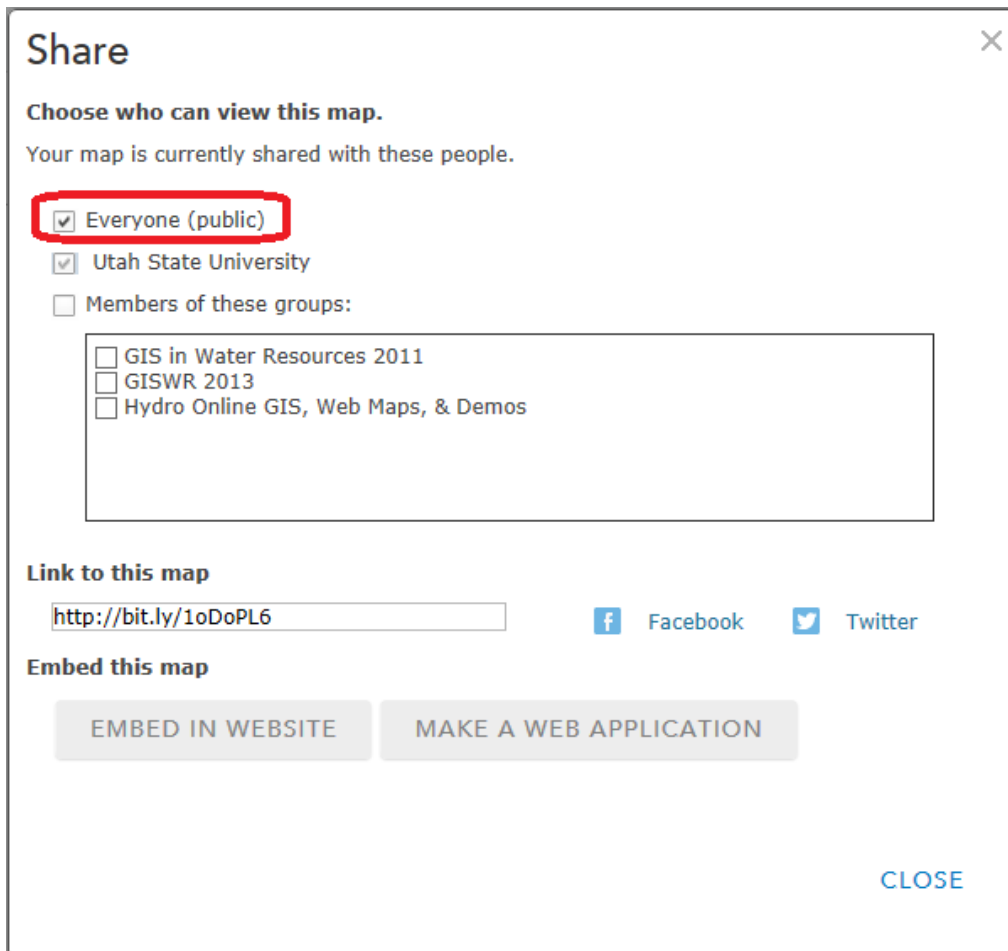 Share
Choose who can view this map.
Your map is currently shared with these people.
Everyone (public)
Utah State University
Members of these groups:
GIS in Water Resources 2011
GISWR 2013
Hydro Online GIS, Web Maps, & Demos
Link to this map
http://bit.ly/1oDoPL6 Facebook Twitter
Embed this map
EMBED IN WEBSITE MAKE A WEB APPLICATION
CLOSE